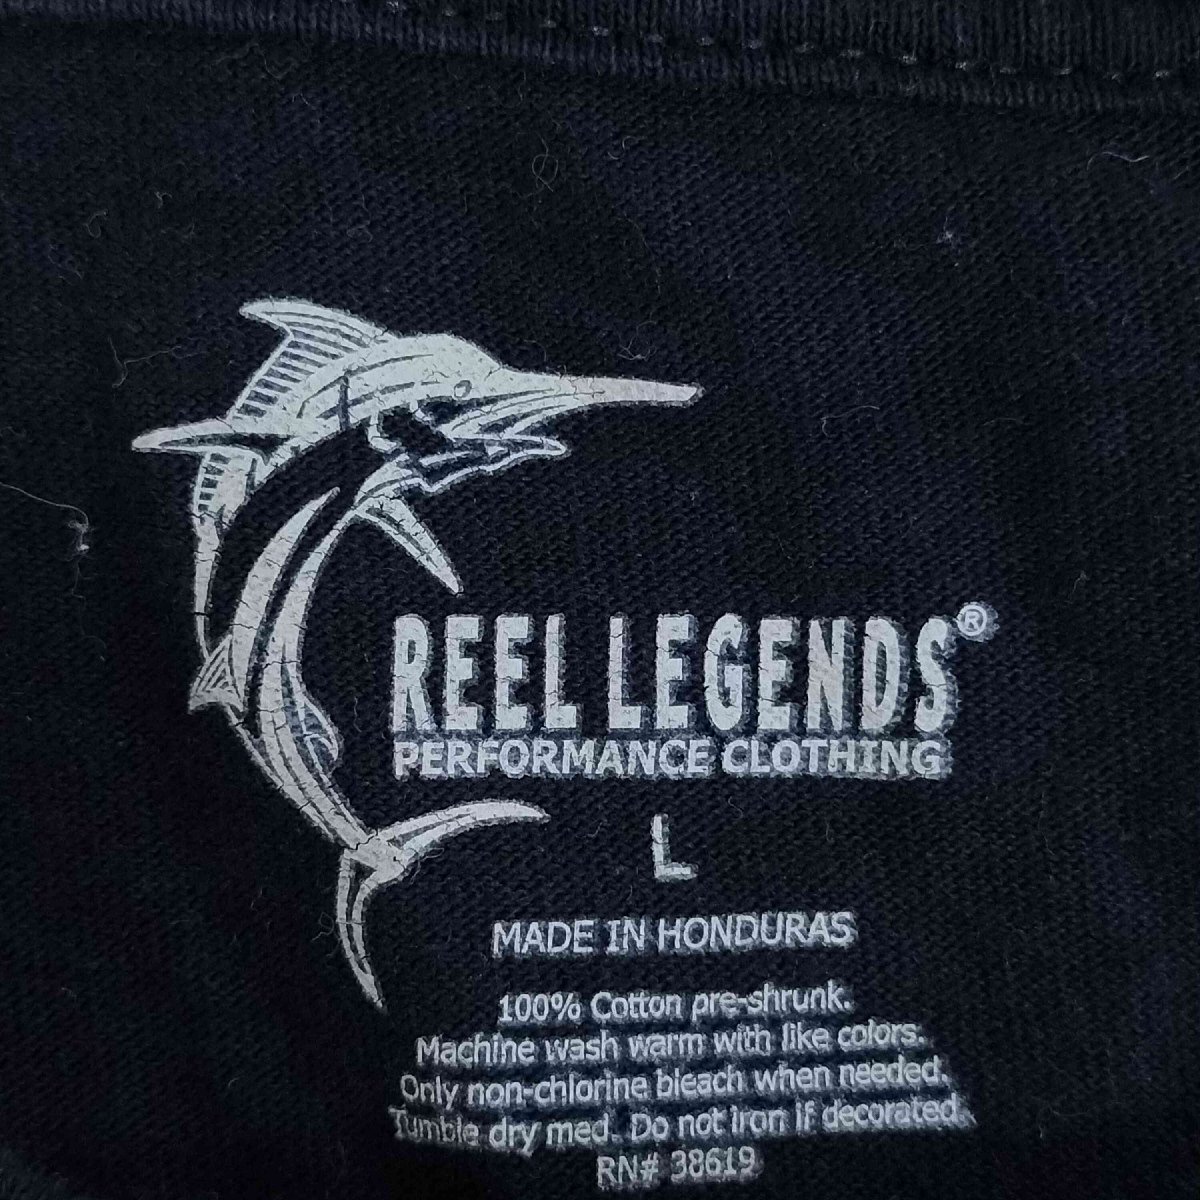 REEL LEGENDS®
PERFORMANCE CLOTHING
L
MADE IN HONDURAS
100% Cotton pre-shrunk.
Machine wash warm with like colors.
Only non-chlorine bleach when needed.
Tumble dry med. Do not iron if decorated.
RN# 38619